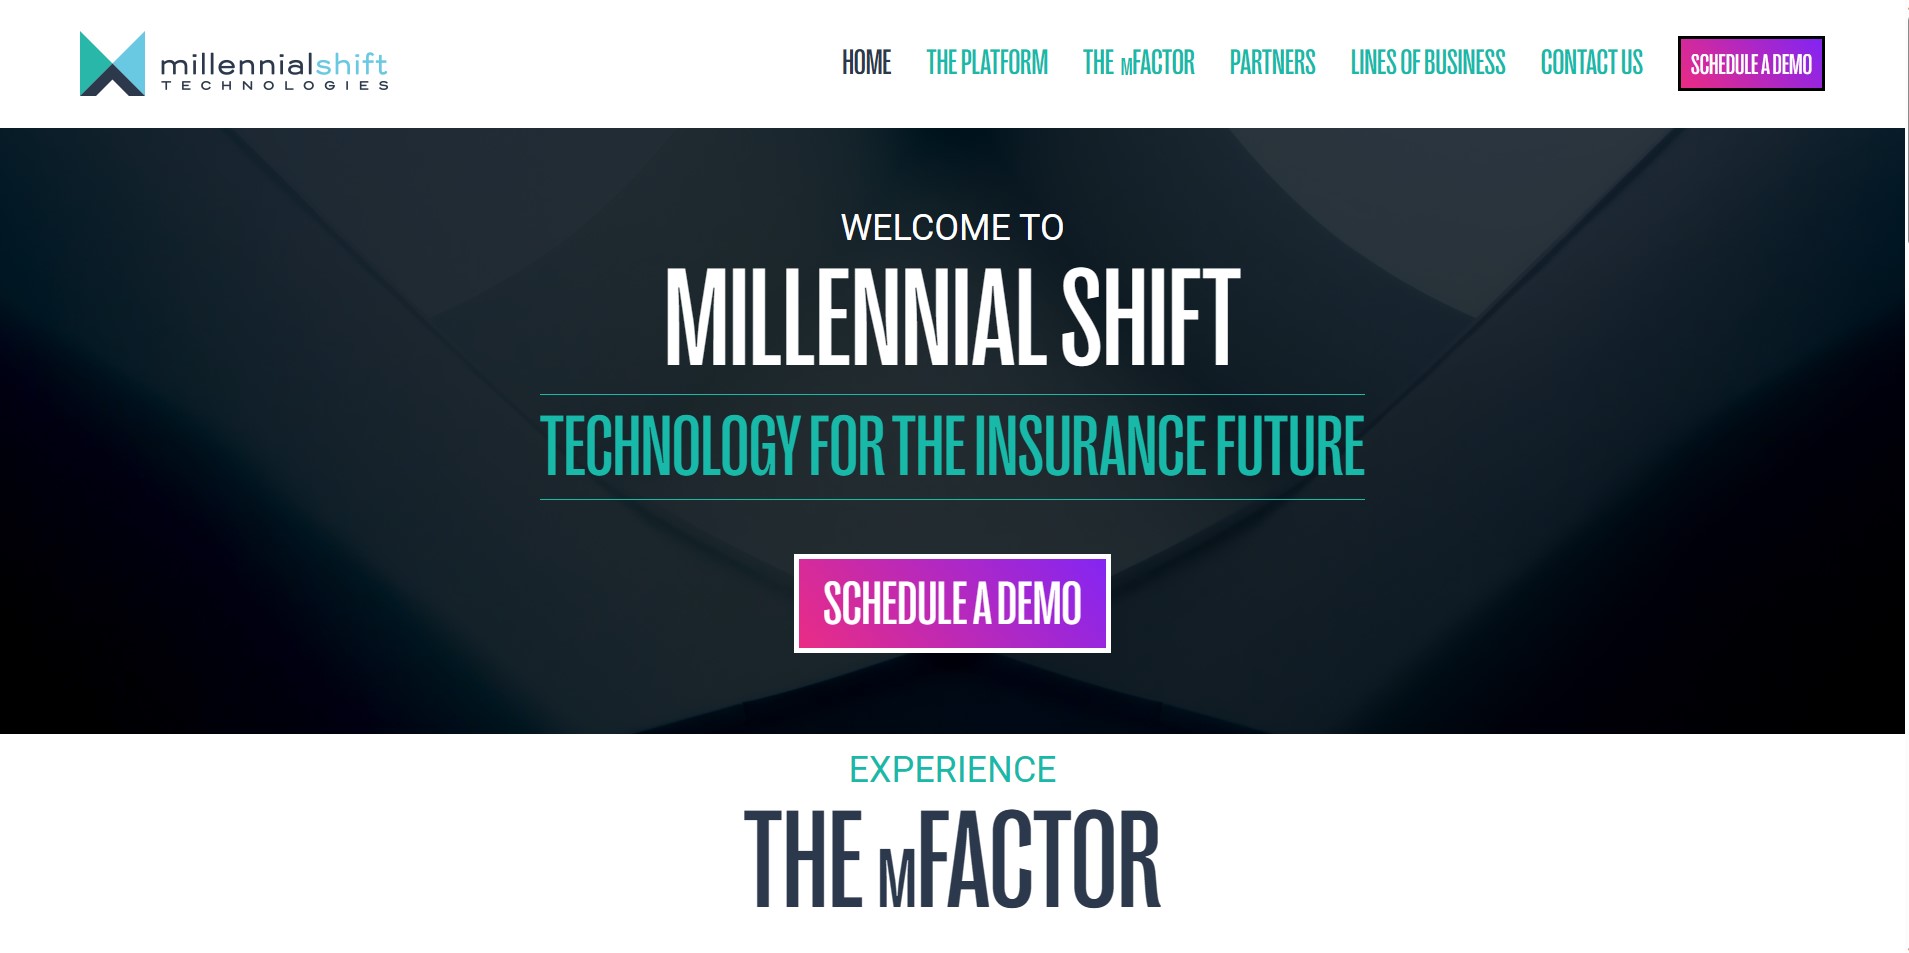 millennialshift
TECHNOLOGIES
HOME THE PLATFORM THE MFACTOR PARTNERS LINES OF BUSINESS CONTACT US SCHEDULE A DEMO
WELCOME TO
MILLENNIAL SHIFT
TECHNOLOGY FOR THE INSURANCE FUTURE
SCHEDULE A DEMO
EXPERIENCE
THE MFACTOR